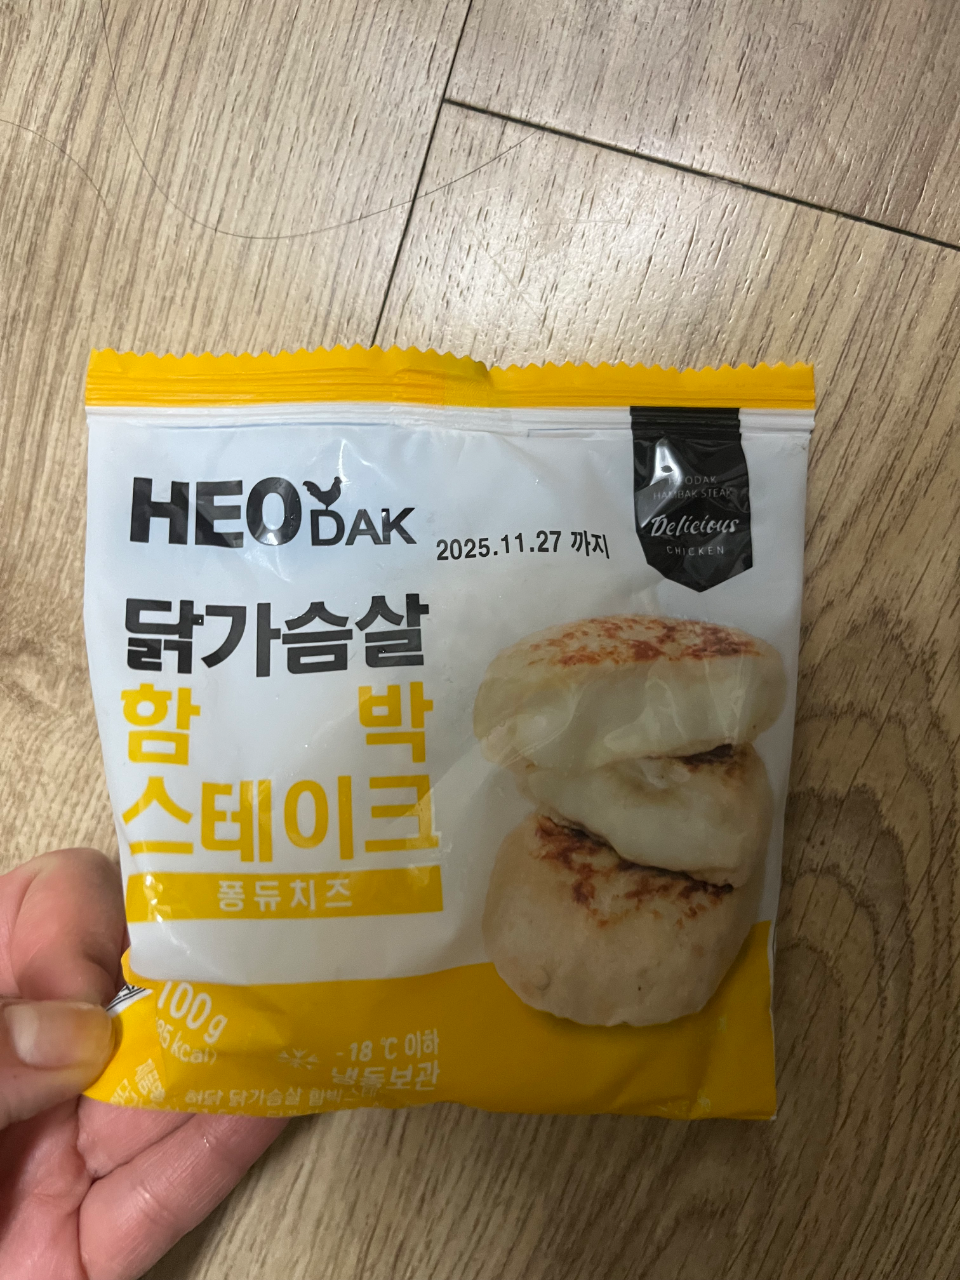 HEODAK
2025.11.27 까지
HEODAK
HAMBAK STEAK
Delicious
CHICKEN
닭가슴살
함박
스테이크
퐁듀치즈
100g
kcal)
-18 ℃ 이하
냉동보관
허닭 닭가슴살 함박스테